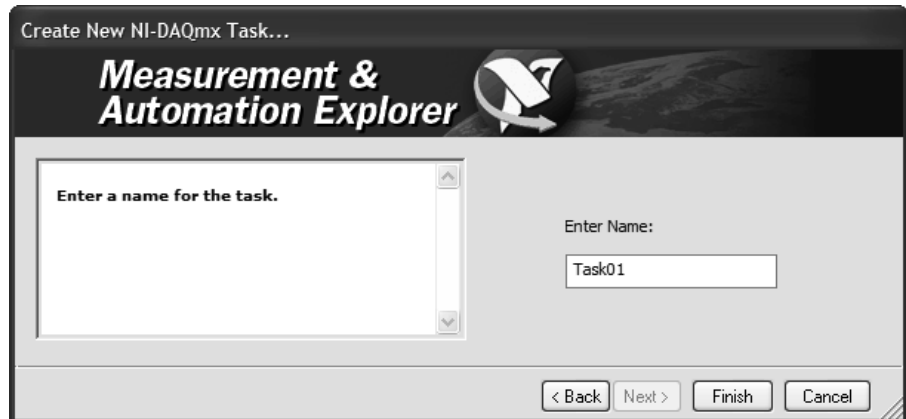 Create New NI-DAQmx Task...
Measurement &
Automation Explorer
Enter a name for the task.
Enter Name:
Task01
< Back Next > Finish Cancel